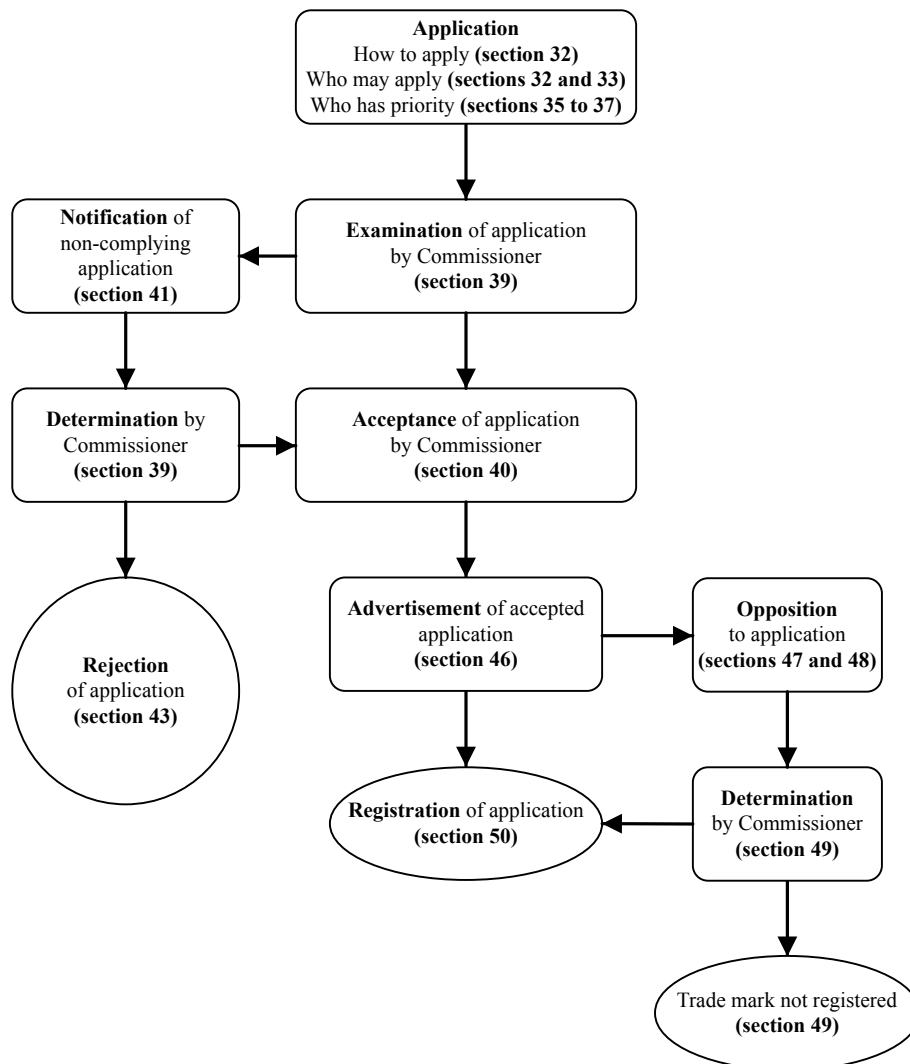 Application
How to apply (section 32)
Who may apply (sections 32 and 33)
Who has priority (sections 35 to 37)
Notification of
non-complying
application
(section 41)
Examination of application
by Commissioner
(section 39)
Determination by
Commissioner
(section 39)
Acceptance of application
by Commissioner
(section 40)
Rejection
of application
(section 43)
Advertisement of accepted
application
(section 46)
Opposition
to application
(sections 47 and 48)
Registration of application
(section 50)
Determination
by Commissioner
(section 49)
Trade mark not registered
(section 49)